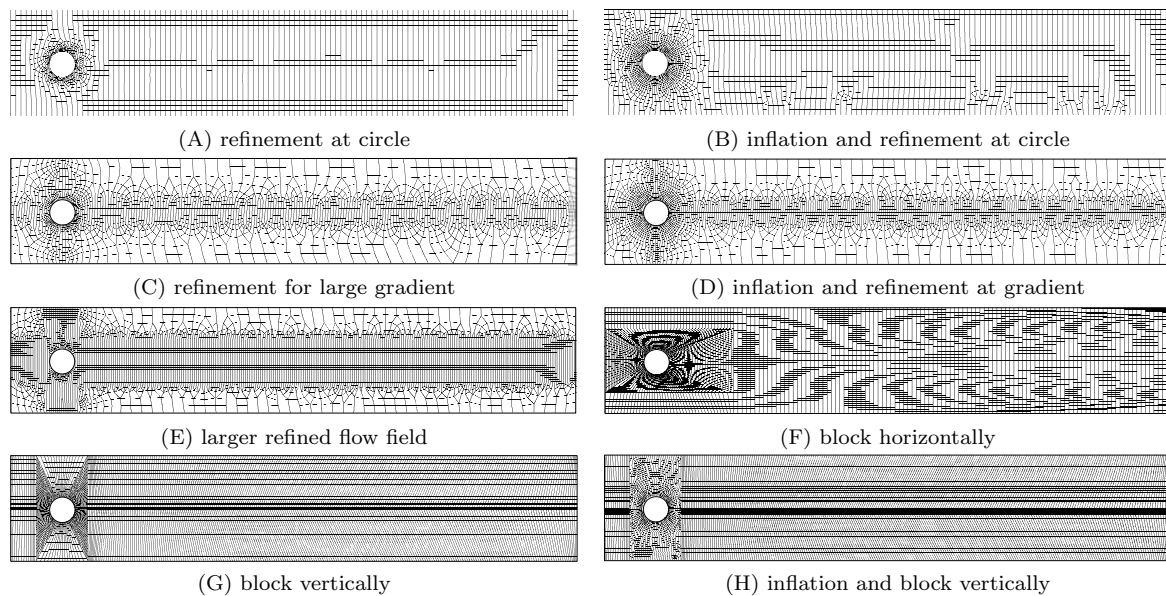 (A) refinement at circle
(B) inflation and refinement at circle
(C) refinement for large gradient
(D) inflation and refinement at gradient
(E) larger refined flow field
(F) block horizontally
(G) block vertically
(H) inflation and block vertically